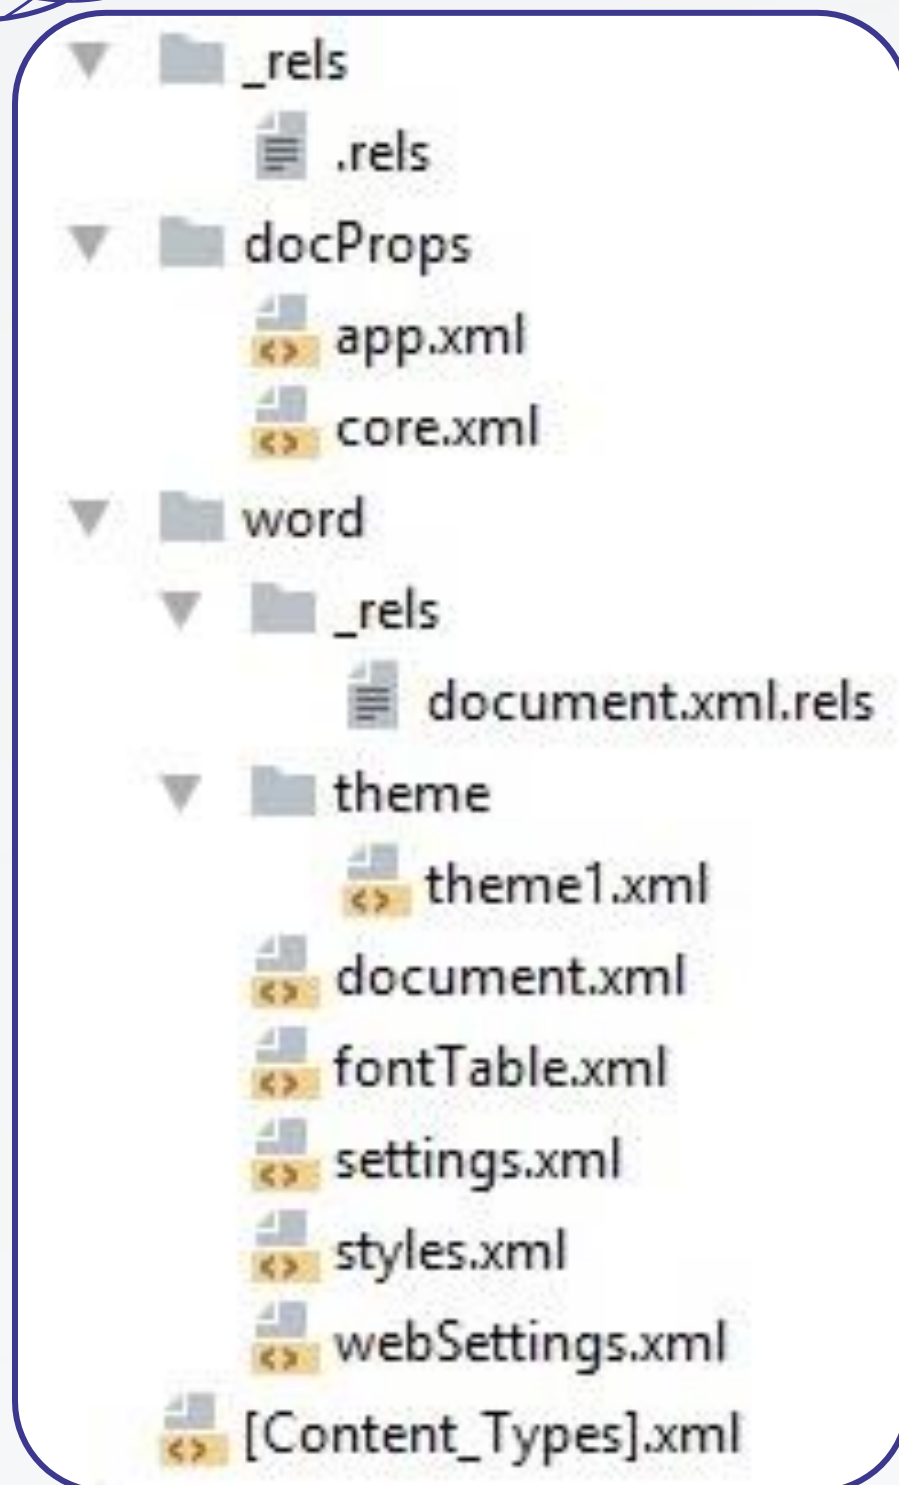 _rels
.rels
docProps
app.xml
core.xml
word
_rels
document.xml.rels
theme
theme1.xml
document.xml
fontTable.xml
settings.xml
styles.xml
webSettings.xml
[Content_Types].xml